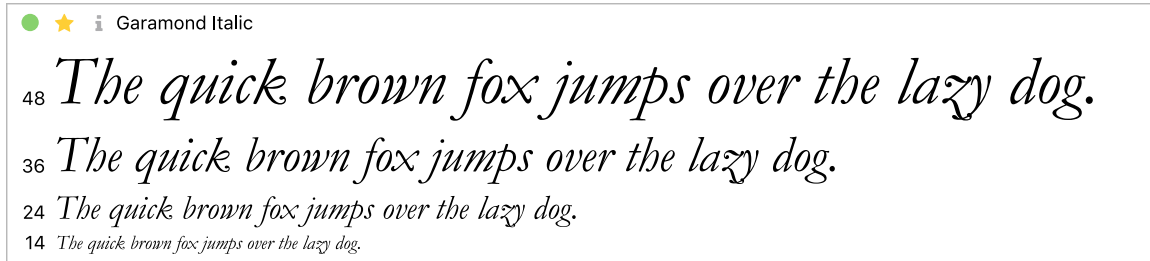 Garamond Italic
48 The quick brown fox jumps over the lazy dog.
36 The quick brown fox jumps over the lazy dog.
24 The quick brown fox jumps over the lazy dog.
14 The quick brown fox jumps over the lazy dog.